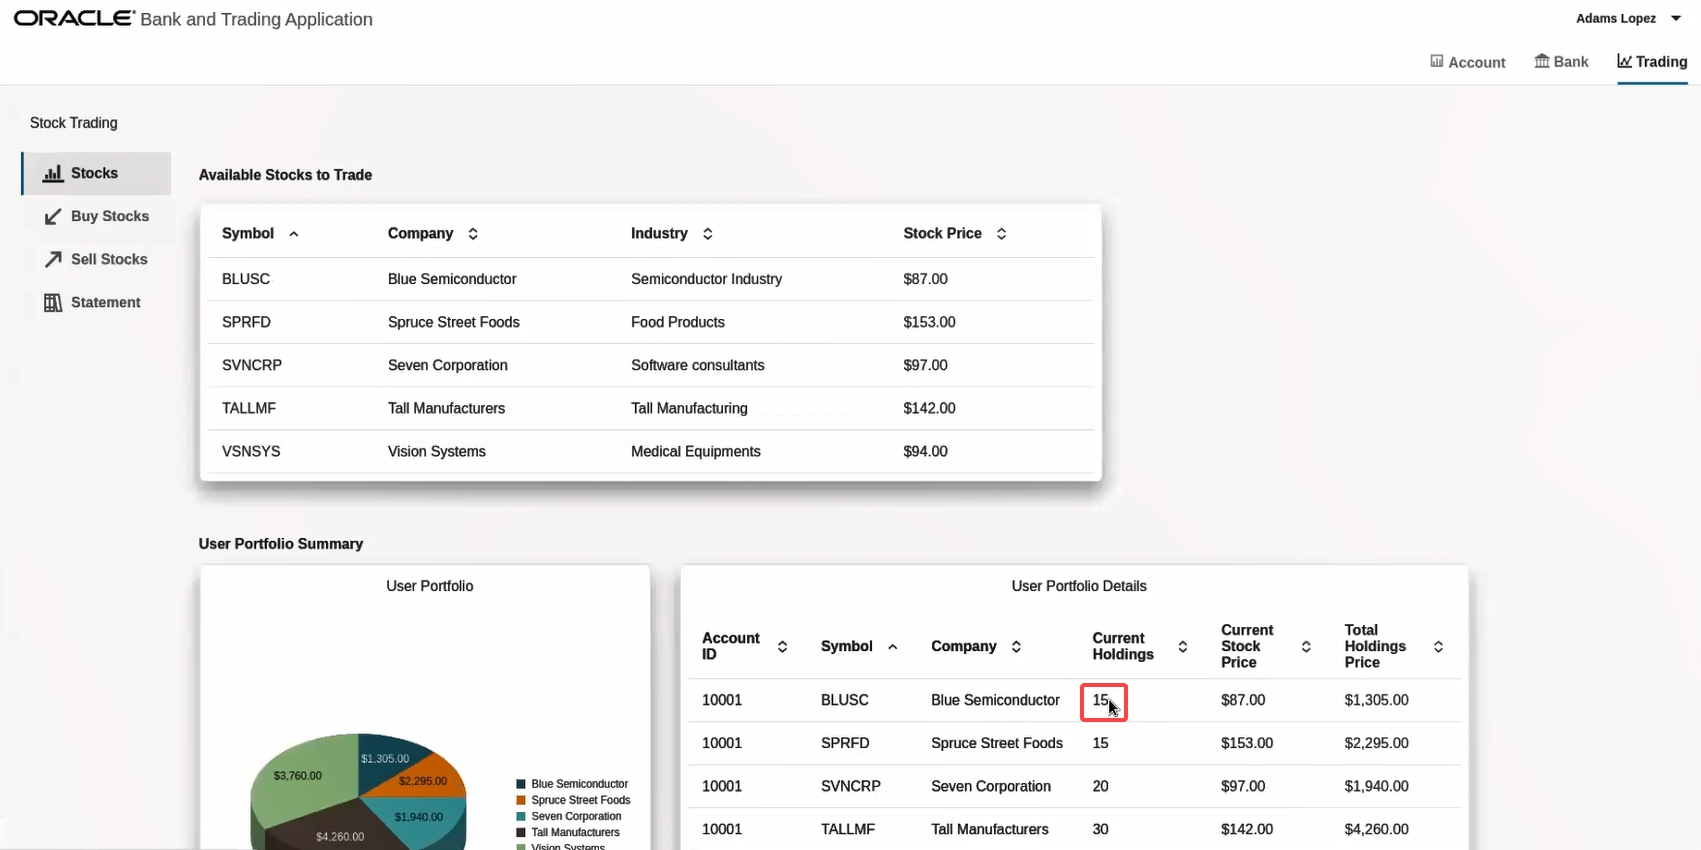 ORACLE Bank and Trading Application
Adams Lopez
Account Bank Trading
Stock Trading
Stocks
Buy Stocks
Sell Stocks
Statement
Available Stocks to Trade
Symbol Company Industry Stock Price
BLUSC Blue Semiconductor Semiconductor Industry $87.00
SPRFD Spruce Street Foods Food Products $153.00
SVNCRP Seven Corporation Software consultants $97.00
TALLMF Tall Manufacturers Tall Manufacturing $142.00
VSNSYS Vision Systems Medical Equipments $94.00
User Portfolio Summary
User Portfolio
$1,305.00
$3,760.00
$2,295.00
$1,940.00
$4,260.00
Blue Semiconductor
Spruce Street Foods
Seven Corporation
Tall Manufacturers
Vision Systems
User Portfolio Details
Account ID Symbol Company Current Holdings Current Stock Price Total Holdings Price
10001 BLUSC Blue Semiconductor 15 $87.00 $1,305.00
10001 SPRFD Spruce Street Foods 15 $153.00 $2,295.00
10001 SVNCRP Seven Corporation 20 $97.00 $1,940.00
10001 TALLMF Tall Manufacturers 30 $142.00 $4,260.00